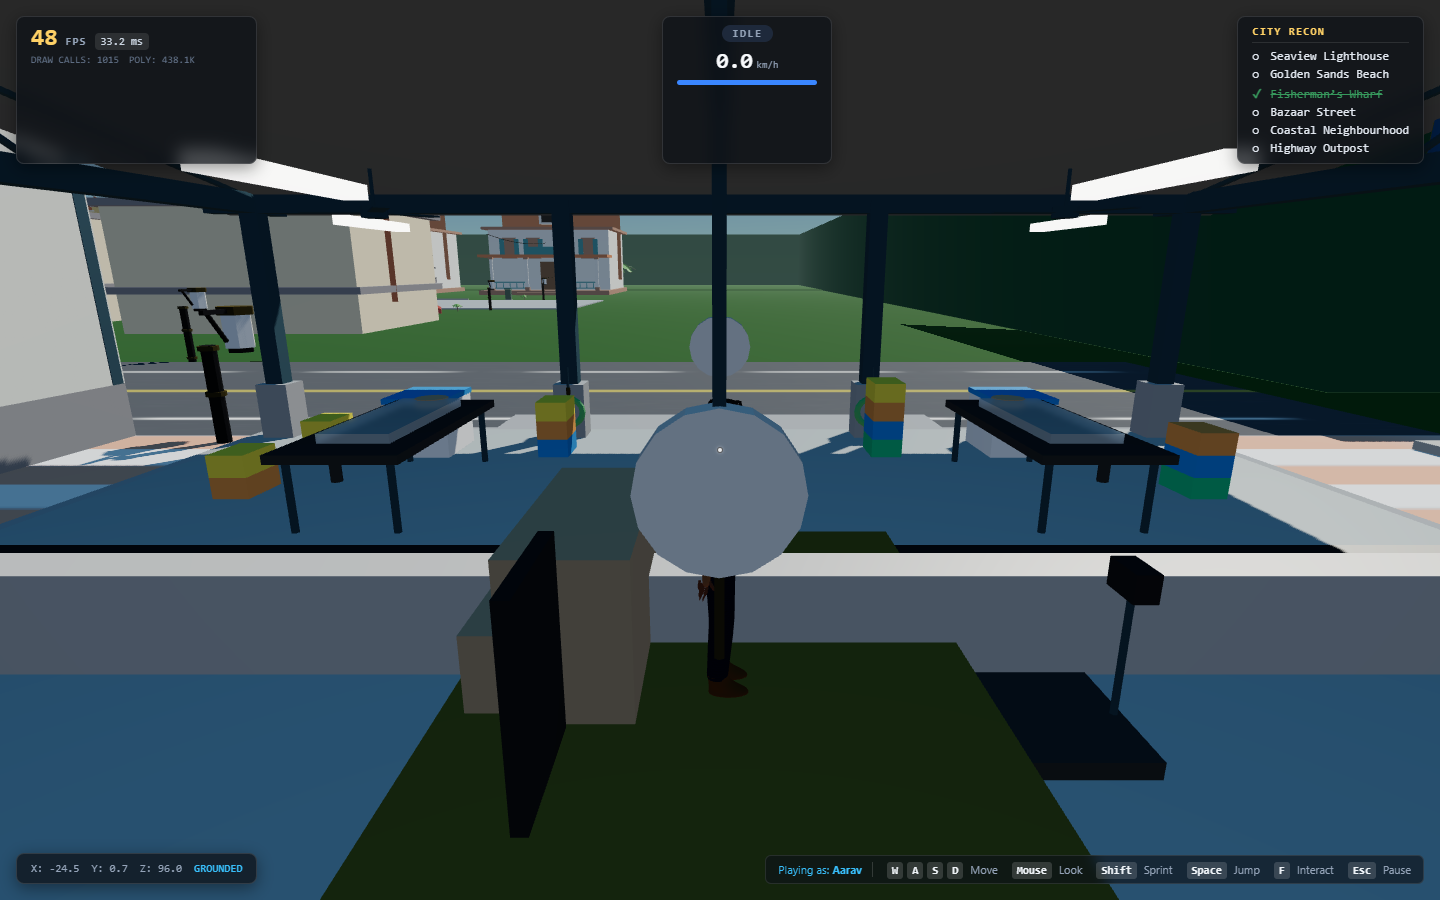 48 FPS 33.2 ms
DRAW CALLS: 1015 POLY: 438.1K
IDLE
0.0 km/h
CITY RECON
Seaview Lighthouse
Golden Sands Beach
✓ Fisherman's Wharf
Bazaar Street
Coastal Neighbourhood
Highway Outpost
X: -24.5 Y: 0.7 Z: 96.0 GROUNDED
Playing as: Aarav W A S D Move Mouse Look Shift Sprint Space Jump F Interact Esc Pause